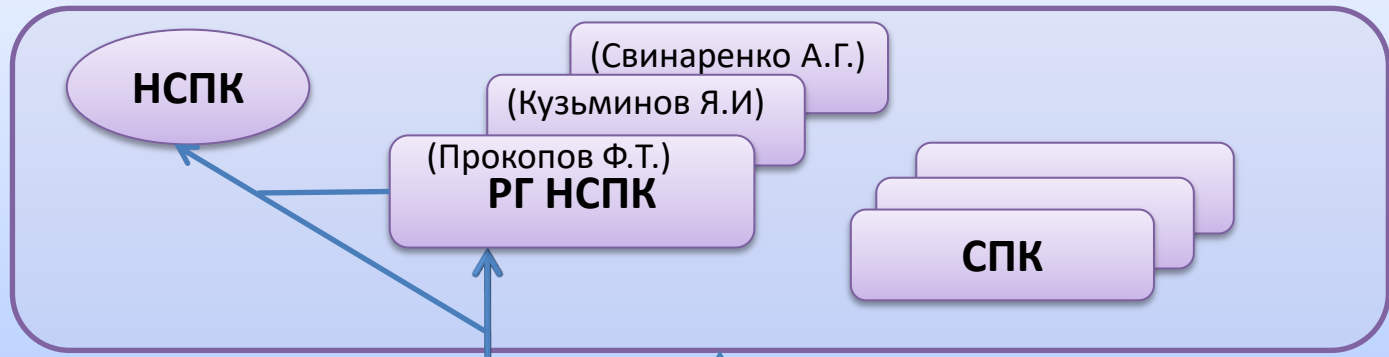 НСПК
(Свинаренко А.Г.)
(Кузьминов Я.И)
(Прокопов Ф.Т.)
РГ НСПК
СПК